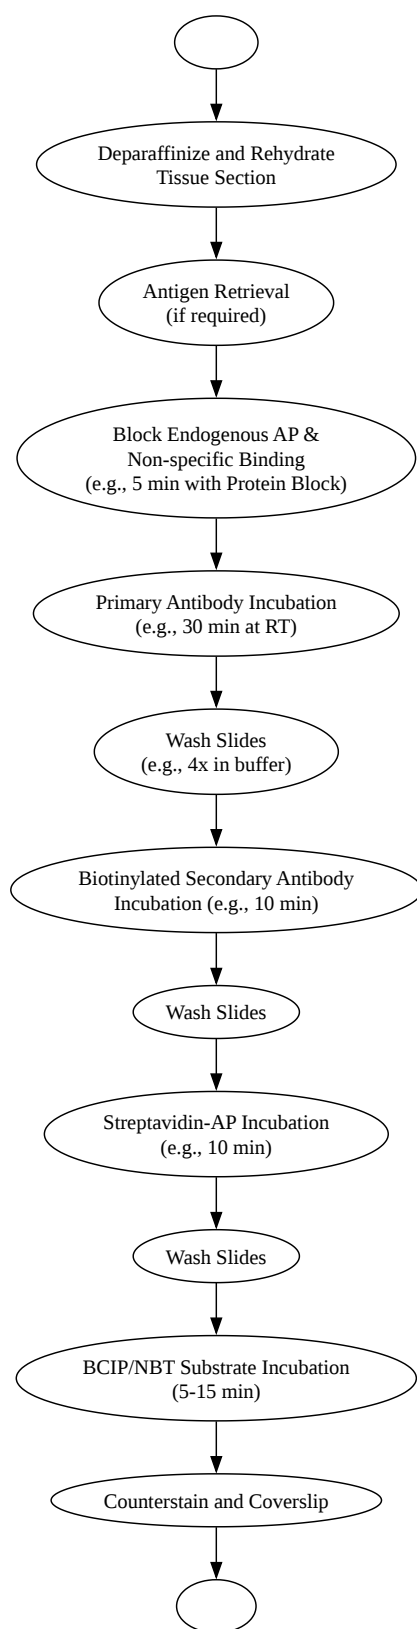 Deparaffinize and Rehydrate
Tissue Section
Antigen Retrieval
(if required)
Block Endogenous AP &
Non-specific Binding
(e.g., 5 min with Protein Block)
Primary Antibody Incubation
(e.g., 30 min at RT)
Wash Slides
(e.g., 4x in buffer)
Biotinylated Secondary Antibody
Incubation (e.g., 10 min)
Wash Slides
Streptavidin-AP Incubation
(e.g., 10 min)
Wash Slides
BCIP/NBT Substrate Incubation
(5-15 min)
Counterstain and Coverslip